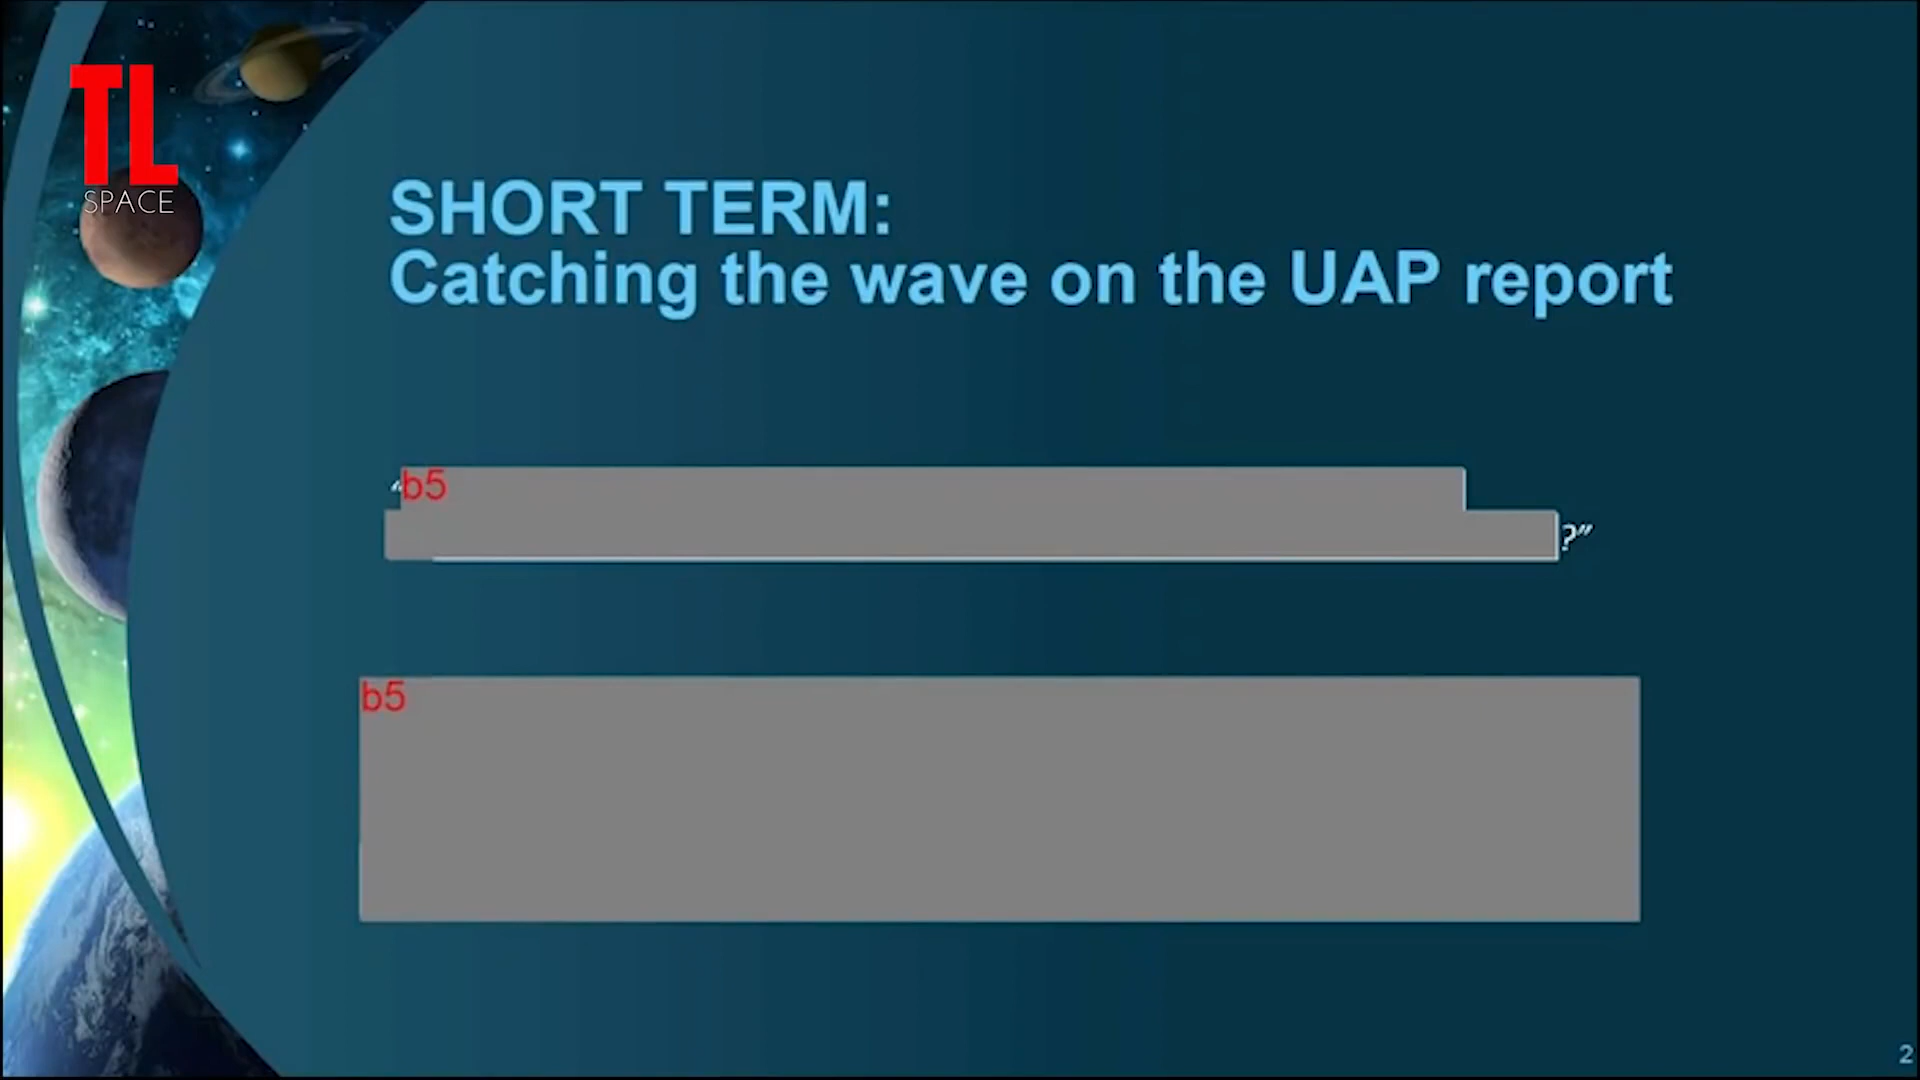 TL
SPACE
SHORT TERM:
Catching the wave on the UAP report
“b5
?”
b5
2